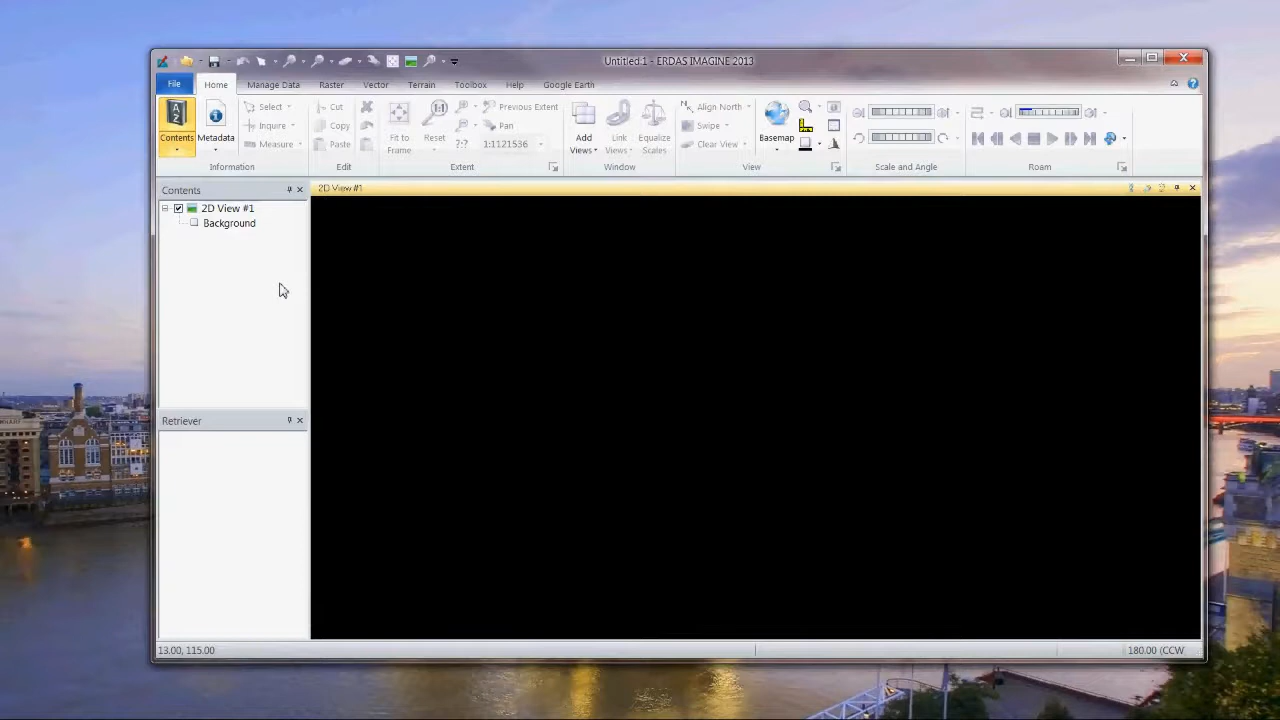 Untitled:1 - ERDAS IMAGINE 2013
File Home Manage Data Raster Vector Terrain Toolbox Help Google Earth
Contents
Metadata
Select
Inquire
Measure
Information
Cut
Copy
Paste
Edit
Fit to
Frame
1:1
Reset
Previous Extent
Pan
?:?
1:1121536
Extent
Add
Views
Link
Views
Equalize
Scales
Window
Align North
Swipe
Clear View
Basemap
View
Scale and Angle
Roam
Contents
2D View #1
Background
2D View #1
Retriever
13.00, 115.00
180.00 (CCW